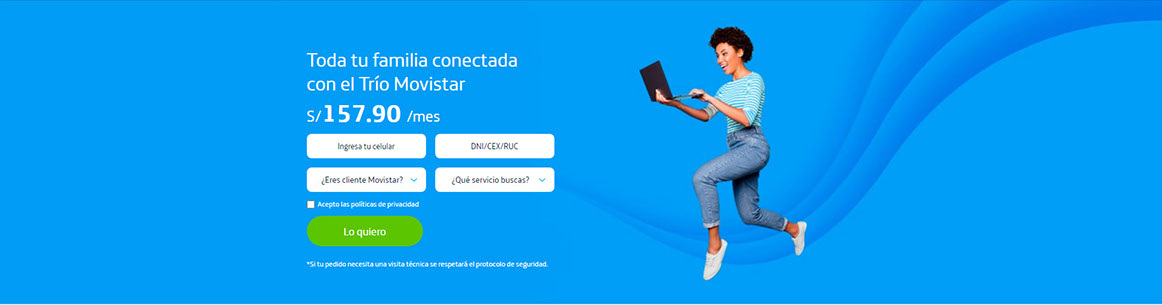 Toda tu familia conectada
con el Trío Movistar
S/157.90 /mes
Ingresa tu celular
DNI/CEX/RUC
¿Eres cliente Movistar?
¿Qué servicio buscas?
Acepto las políticas de privacidad
Lo quiero
*Si tu pedido necesita una visita técnica se respetará el protocolo de seguridad.